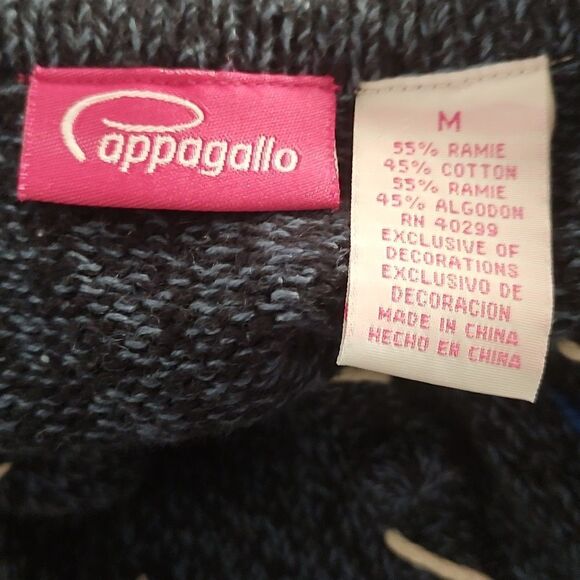 Pappagallo
M
55% RAMIE
45% COTTON
55% RAMIE
45% ALGODON
RN 40299
EXCLUSIVE OF
DECORATIONS
EXCLUSIVO DE
DECORACION
MADE IN CHINA
HECHO EN CHINA